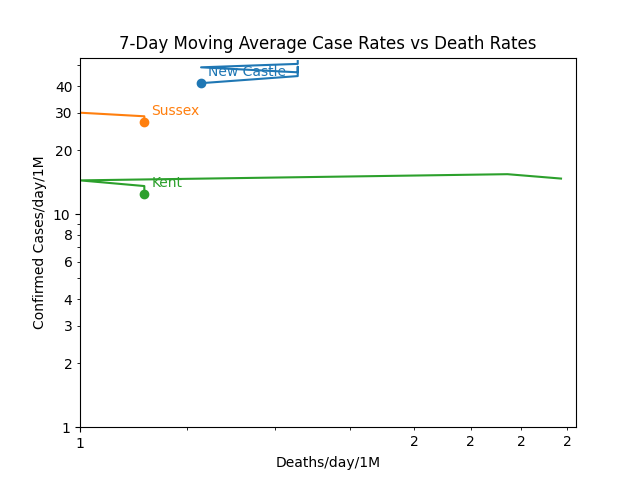 7-Day Moving Average Case Rates vs Death Rates
New Castle
Sussex
Kent
Confirmed Cases/day/1M
40
30
20
10
8
6
4
3
2
1
1
2
2
2
2
Deaths/day/1M